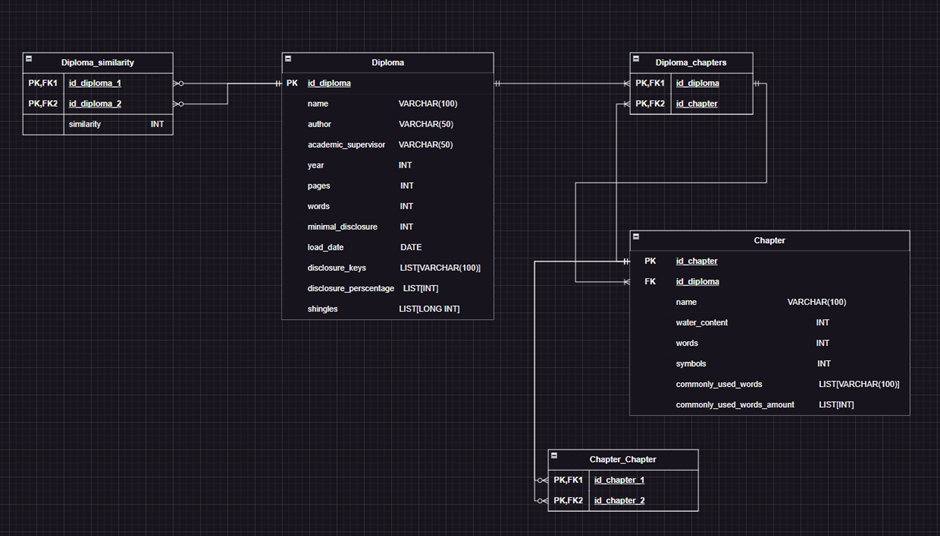 Diploma_similarity
PK,FK1 id_diploma_1
PK,FK2 id_diploma_2
similarity INT
Diploma
PK id_diploma
name VARCHAR(100)
author VARCHAR(50)
academic_supervisor VARCHAR(50)
year INT
pages INT
words INT
minimal_disclosure INT
load_date DATE
disclosure_keys LIST[VARCHAR(100)]
disclosure_perscentage LIST[INT]
shingles LIST[LONG INT]
Diploma_chapters
PK,FK1 id_diploma
PK,FK2 id_chapter
Chapter
PK id_chapter
FK id_diploma
name VARCHAR(100)
water_content INT
words INT
symbols INT
commonly_used_words LIST[VARCHAR(100)]
commonly_used_words_amount LIST[INT]
Chapter_Chapter
PK,FK1 id_chapter_1
PK,FK2 id_chapter_2